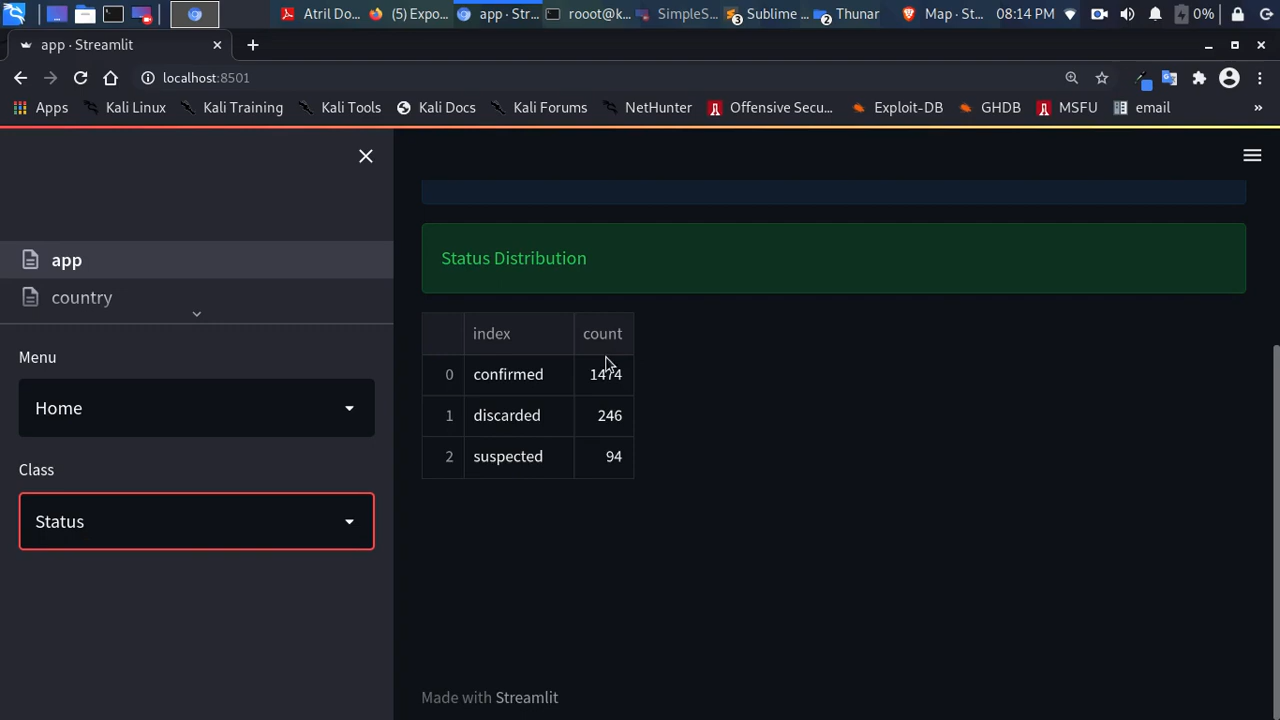 Atril Do...
(5) Expo...
app · Str...
rooot@k...
SimpleS...
3
Sublime ...
2
Thunar
Map · St...
08:14 PM
0%
app · Streamlit
localhost:8501
Apps
Kali Linux
Kali Training
Kali Tools
Kali Docs
Kali Forums
NetHunter
Offensive Secu...
Exploit-DB
GHDB
MSFU
email
»
app
country
Menu
Home
Class
Status
Status Distribution
index count
0 confirmed 1474
1 discarded 246
2 suspected 94
Made with Streamlit